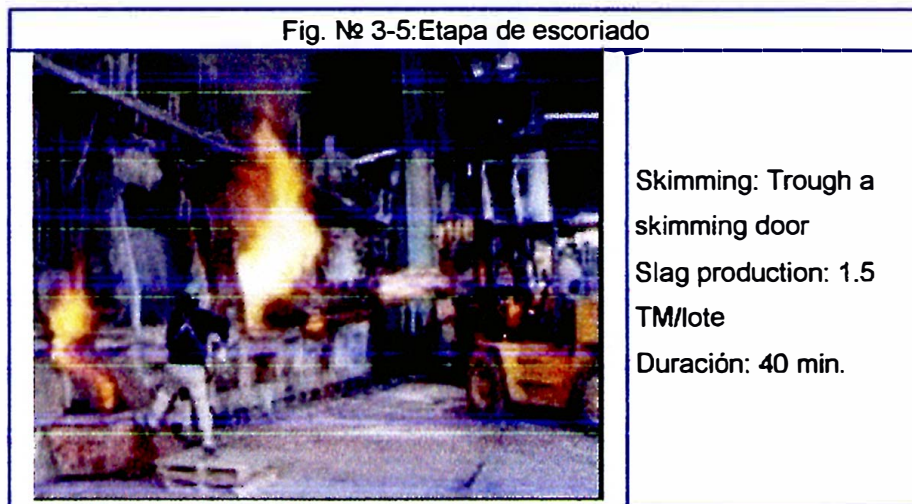 Fig. № 3-5:Etapa de escoriado
Skimming: Trough a
skimming door
Slag production: 1.5
TM/lote
Duración: 40 min.